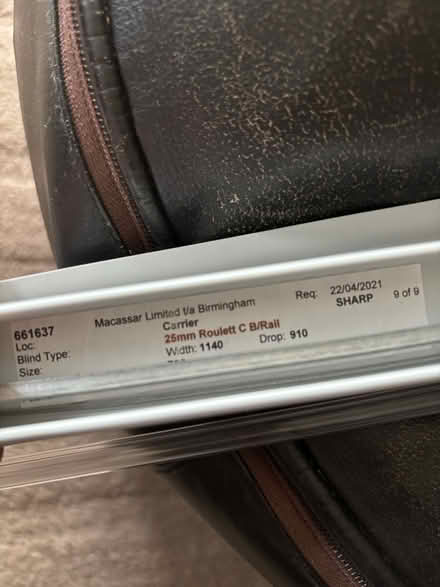 Macassar Limited t/a Birmingham Req: 22/04/2021
661637 Carrier SHARP 9 of 9
Loc:
Blind Type: 25mm Roulett C B/Rail
Size: Width: 1140 Drop: 910